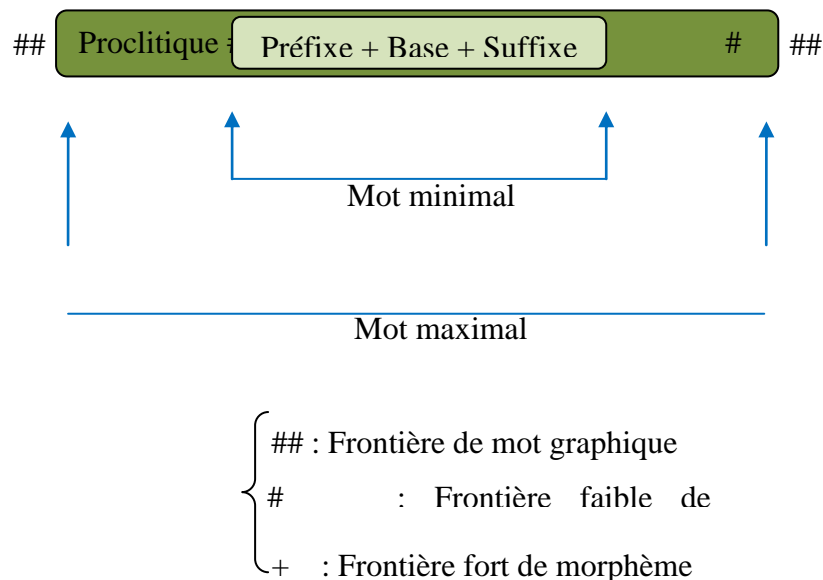 ## Proclitique # Préfixe + Base + Suffixe # ##
Mot minimal
Mot maximal
## : Frontière de mot graphique
# : Frontière faible de
+ : Frontière fort de morphème